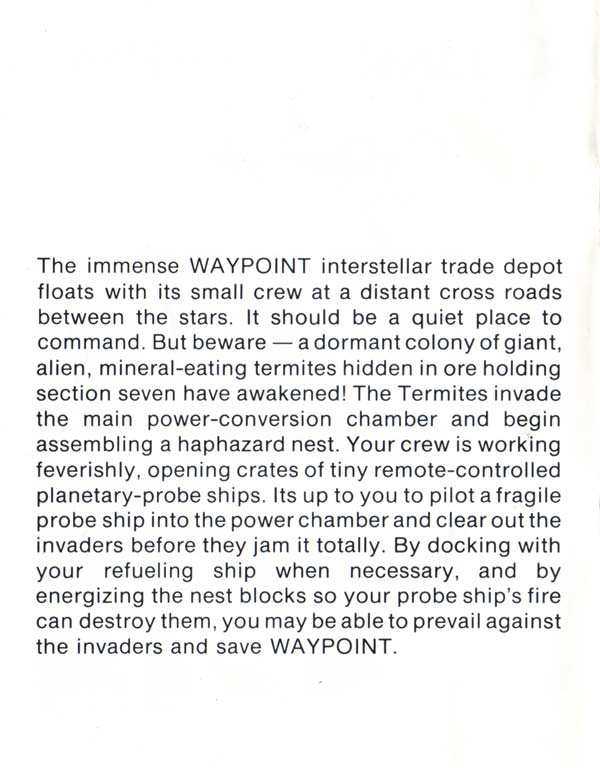 The immense WAYPOINT interstellar trade depot
floats with its small crew at a distant cross roads
between the stars. It should be a quiet place to
command. But beware — a dormant colony of giant,
alien, mineral-eating termites hidden in ore holding
section seven have awakened! The Termites invade
the main power-conversion chamber and begin
assembling a haphazard nest. Your crew is working
feverishly, opening crates of tiny remote-controlled
planetary-probe ships. Its up to you to pilot a fragile
probe ship into the power chamber and clear out the
invaders before they jam it totally. By docking with
your refueling ship when necessary, and by
energizing the nest blocks so your probe ship's fire
can destroy them, you may be able to prevail against
the invaders and save WAYPOINT.